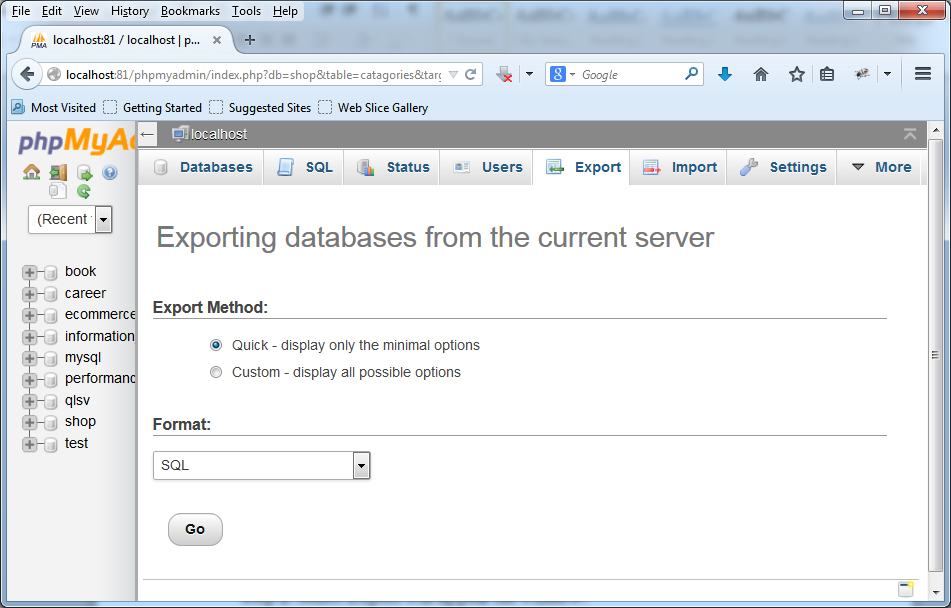 File Edit View History Bookmarks Tools Help
localhost:81 / localhost | p...
localhost:81/phpmyadmin/index.php?db=shop&table=catagories&targ
Google
Most Visited Getting Started Suggested Sites Web Slice Gallery
phpMyAd
localhost
Databases SQL Status Users Export Import Settings More
(Recent
Exporting databases from the current server
book
career
ecommerce
information
mysql
performanc
qlsv
shop
test
Export Method:
Quick - display only the minimal options
Custom - display all possible options
Format:
SQL
Go